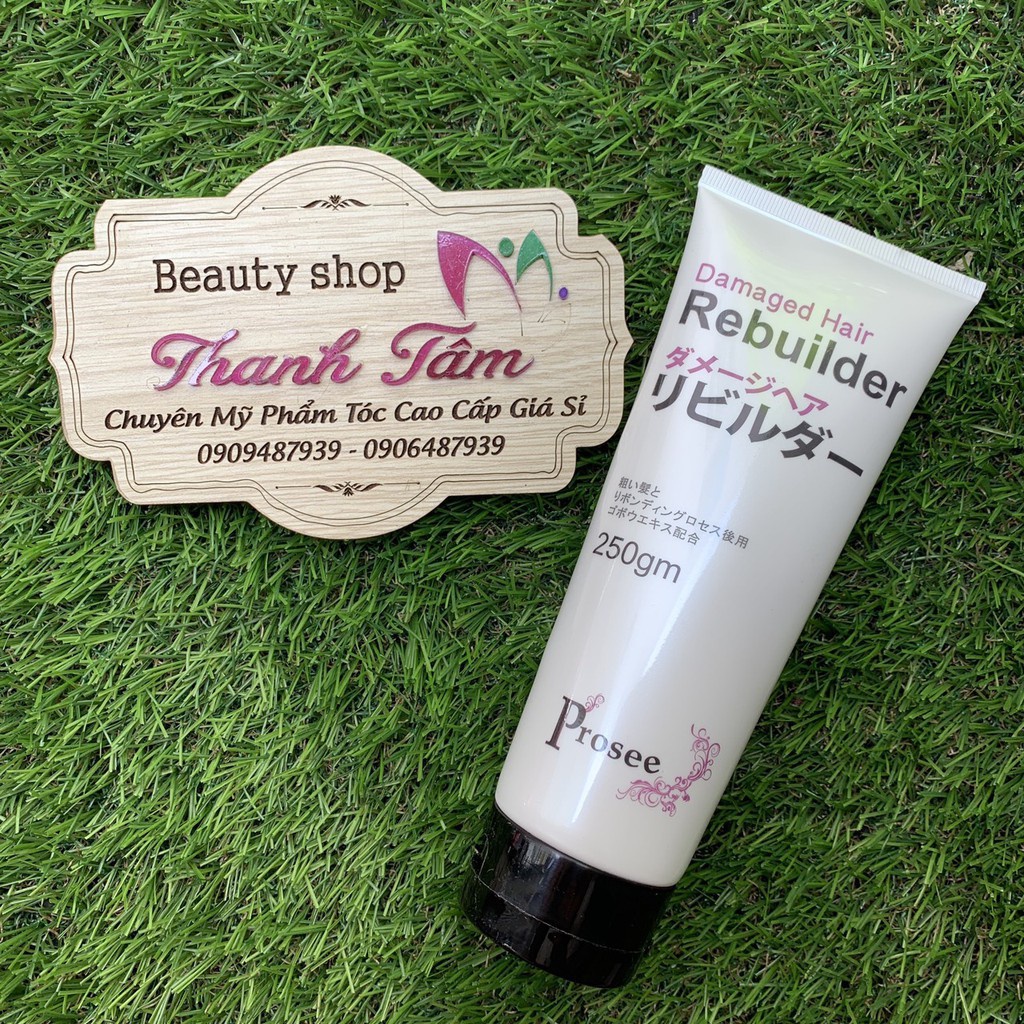 Beauty shop
Thanh Tâm
Chuyên Mỹ Phẩm Tóc Cao Cấp Giá Sỉ
0909487939 - 0906487939
Damaged Hair
Rebuilder
ダメージヘア
リビルダー
粗い髪と
りボンディングロセス後用
ゴボウエキス配合
250gm
Prosee